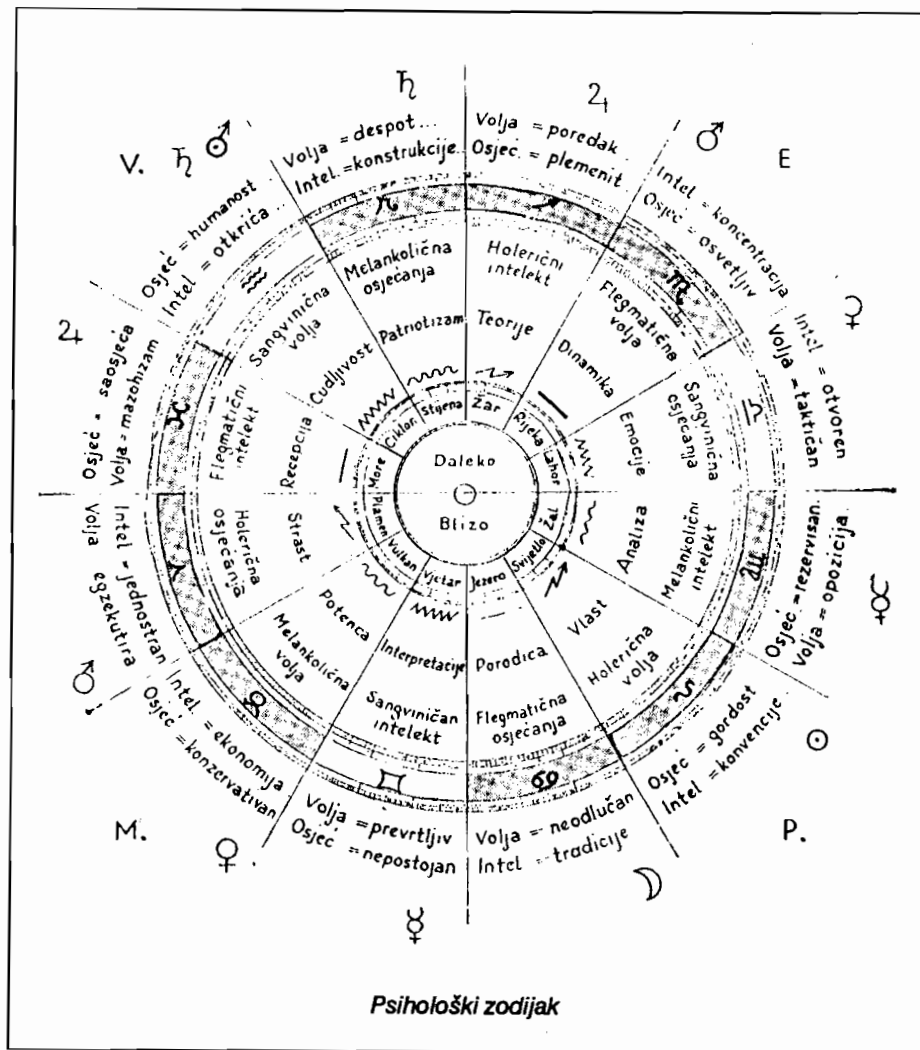 ♄
♃
V. ♄ ♂
♂ E
Volja = despot...
Intel. = konstrukcije.
Volja = poredak
Osjeć. = plemenit
Intel = koncentracija
Osjeć = osvetljiv
♀
Intel = otvoren
Volja = taktičan
Osjeć = rezervisan.
Volja = opozicija.
☿
Osjeć = gordost
Intel = konvencije
☉
P.
Volja = neodlučan
Intel = tradicije
☽
Volja = prevrtljiv
Osjeć = nepostojan
☿
Intel. = ekonomija
Osjeć = konzervativan
♀
M.
Intel = jednostran
Volja egzekutira
♂
Osjeć = saosjeća
Volja = mazohizam
♃
Osjeć = humanost
Intel = otkrića..
♑
♐
♏
♎
♍
♌
♋
♊
♉
♈
♓
♒
Melankolična
osjećanja
Holerični
intelekt
Flegmatična
volja
Sangvinična
osjećanja
Melankolični
intelekt
Holerična
volja
Flegmatična
osjećanja
Sangviničan
intelekt
Melankolična
volja
Holerična
osjećanja
Flegmatični
intelekt
Sangvinična
volja
Patriotizam
Teorije
Dinamika
Emocije
Analiza
Vlast
Porodica
Interpretacije
Potenca
Strast
Recepcija
Ćudljivost
Stijena
Žar
Rijeka
Lahor
Žal
Svijetlo
Jezero
Vjetar
Vulkan
Plamen
More
Ciklon
Daleko
Blizo
Psihološki zodijak